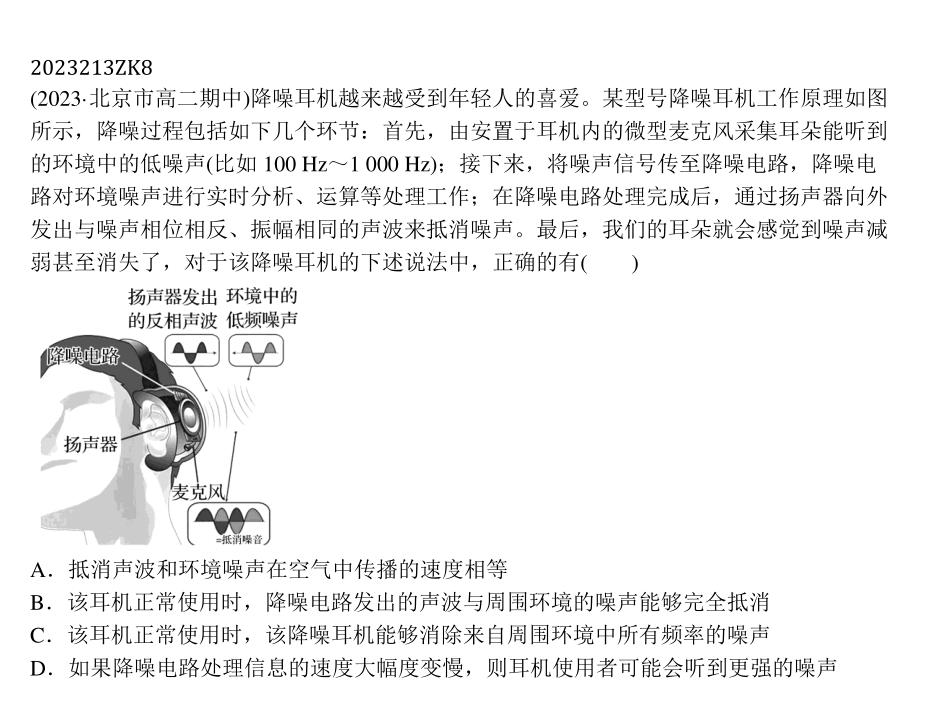 2023213ZK8
(2023·北京市高二期中)降噪耳机越来越受到年轻人的喜爱。某型号降噪耳机工作原理如图
所示，降噪过程包括如下几个环节：首先，由安置于耳机内的微型麦克风采集耳朵能听到
的环境中的低噪声(比如 100 Hz～1 000 Hz)；接下来，将噪声信号传至降噪电路，降噪电
路对环境噪声进行实时分析、运算等处理工作；在降噪电路处理完成后，通过扬声器向外
发出与噪声相位相反、振幅相同的声波来抵消噪声。最后，我们的耳朵就会感觉到噪声减
弱甚至消失了，对于该降噪耳机的下述说法中，正确的有(　　)
扬声器发出 环境中的
的反相声波 低频噪声
降噪电路
扬声器
麦克风
=抵消噪音
A．抵消声波和环境噪声在空气中传播的速度相等
B．该耳机正常使用时，降噪电路发出的声波与周围环境的噪声能够完全抵消
C．该耳机正常使用时，该降噪耳机能够消除来自周围环境中所有频率的噪声
D．如果降噪电路处理信息的速度大幅度变慢，则耳机使用者可能会听到更强的噪声